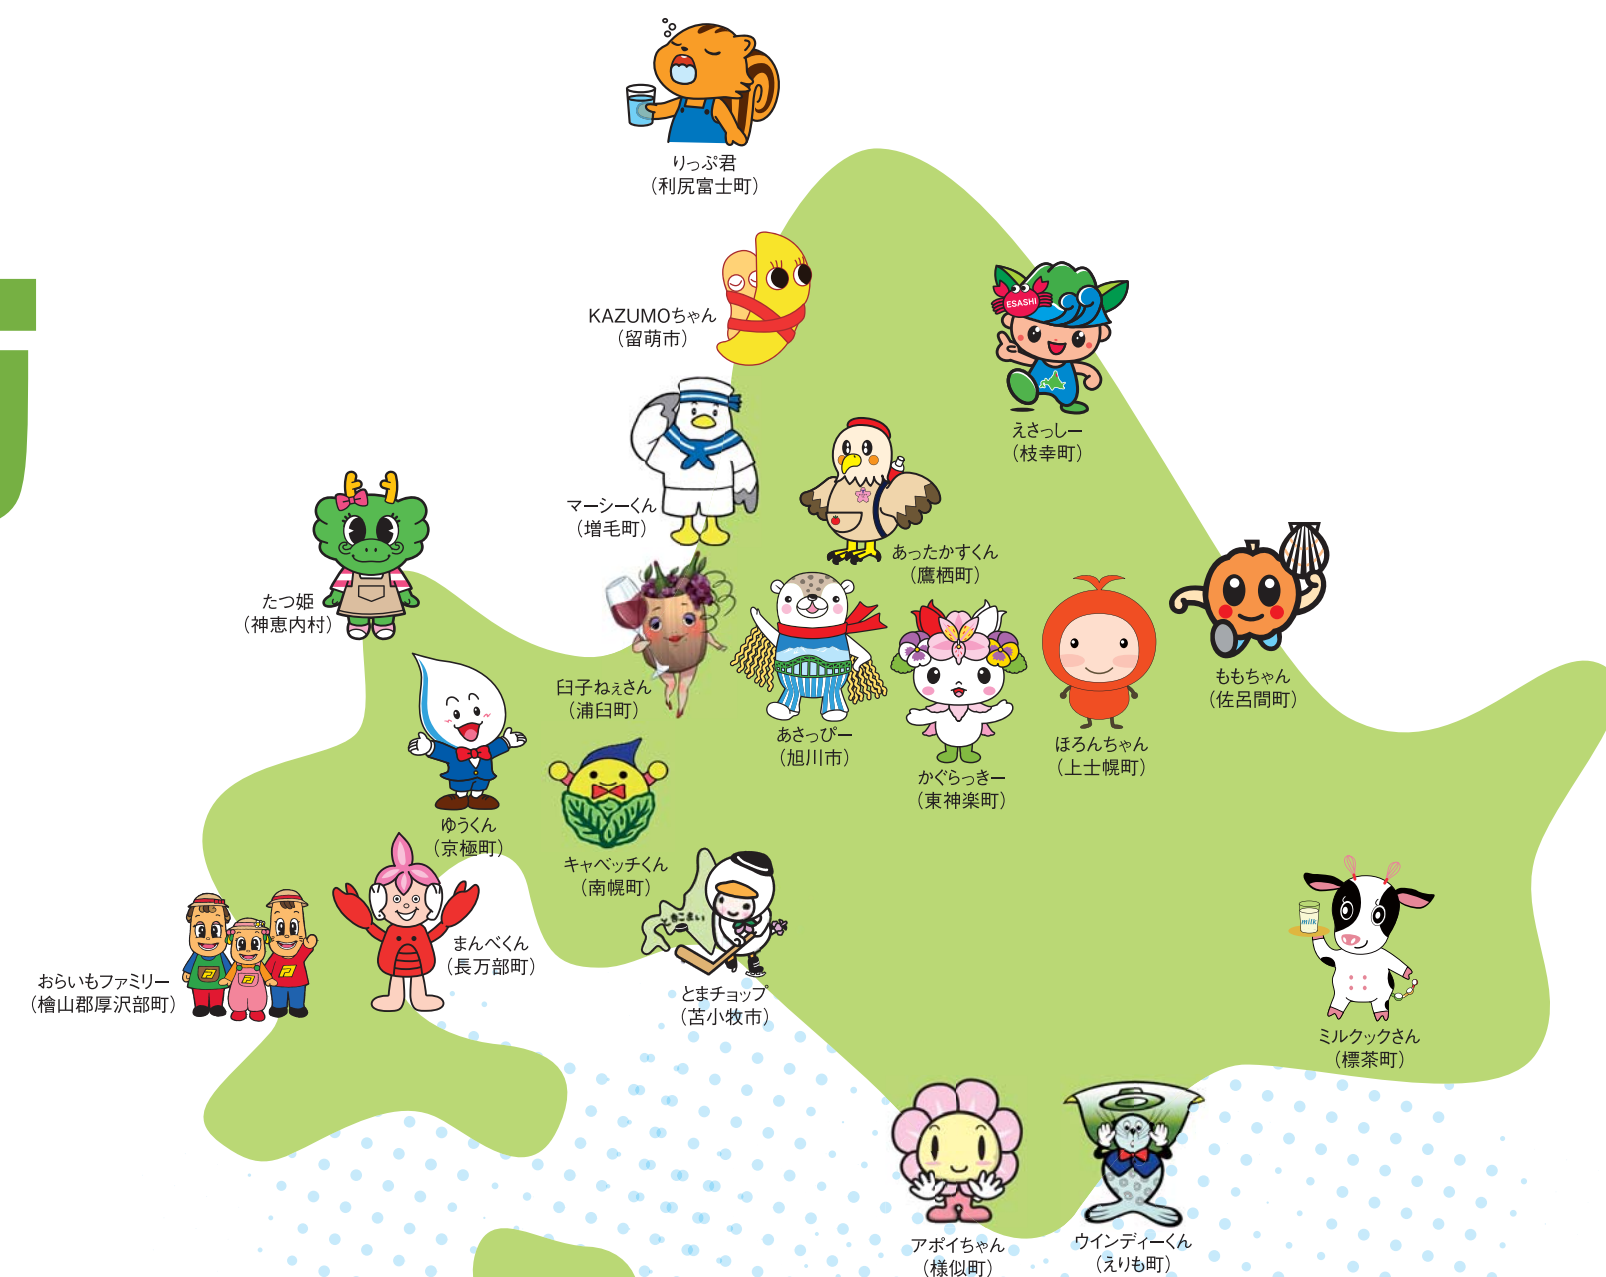 りっぷ君
（利尻富士町）
KAZUMOちゃん
（留萌市）
ESASHI
えさっしー
（枝幸町）
マーシーくん
（増毛町）
あったかすくん
（鷹栖町）
たつ姫
（神恵内村）
ももちゃん
（佐呂間町）
臼子ねぇさん
（浦臼町）
あさっぴー
（旭川市）
かぐらっきー
（東神楽町）
ほろんちゃん
（上士幌町）
ゆうくん
（京極町）
キャベッチくん
（南幌町）
とまこまい
とまチョップ
（苫小牧市）
まんべくん
（長万部町）
おらいもファミリー
（檜山郡厚沢部町）
milk
ミルクックさん
（標茶町）
アポイちゃん
（様似町）
ウインディーくん
（えりも町）